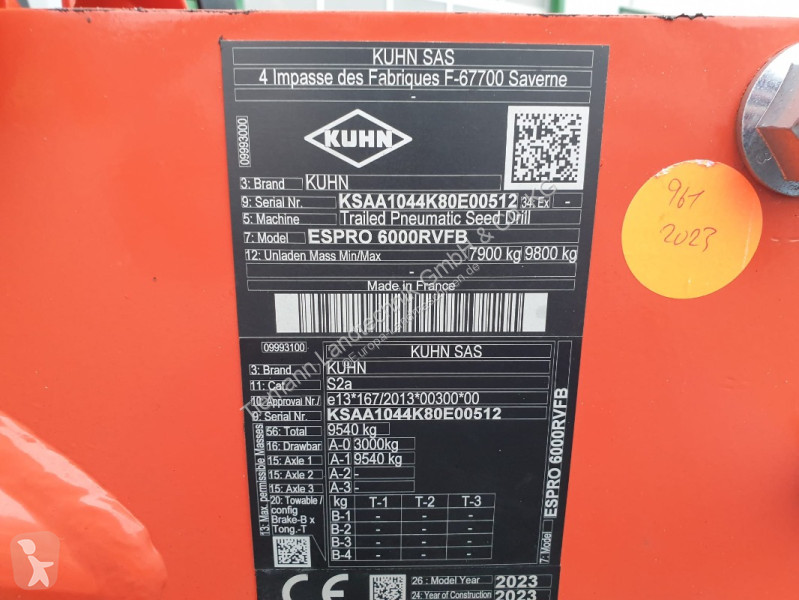 KUHN SAS
4 Impasse des Fabriques F-67700 Saverne
-
09993000
KUHN
3: Brand KUHN
9: Serial Nr. KSAA1044K80E00512 34: Ex -
5: Machine Trailed Pneumatic Seed Drill
7: Model ESPRO 6000RVFB
12: Unladen Mass Min/Max 7900 kg 9800 kg
-
Made in France
09993100 KUHN SAS
3: Brand KUHN
11: Cat S2a
10: Approval Nr/ e13*167/2013*00300*00
9: Serial Nr. KSAA1044K80E00512
13: Max. permissible Masses
56: Total 9540 kg
16: Drawbar A-0 3000kg
15: Axle 1 A-1 9540 kg
15: Axle 2 A-2 -
15: Axle 3 A-3 -
20: Towable / kg T-1 T-2 T-3
config B-1 - - -
Brake-B x B-2 - - -
Tong.-T B-3 - - -
B-4 - - -
7: Model ESPRO 6000RVFB
CE
26: Model Year 2023
24: Year of Construction 2023
961
2023
Tiemann Landtechnik GmbH & Co. KG